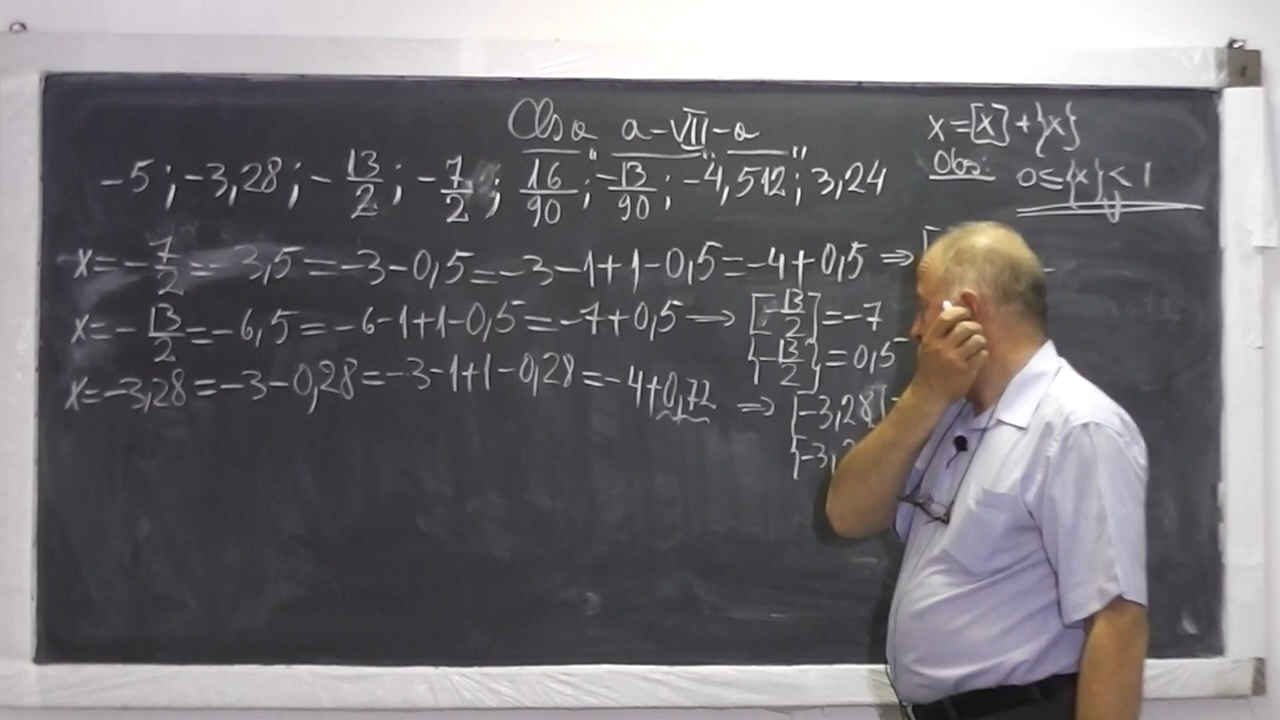 Clsa a-VII-a
x=[x]+{x}
Obs: 0≤{x}<1
-5 ; -3,28 ; -13/2 ; -7/2 ; 16/90 ; -13/90 ; -4,512 ; 3,24
x=-7/2=-3,5=-3-0,5=-3-1+1-0,5=-4+0,5 ⇒ [
x=-13/2=-6,5=-6-1+1-0,5=-7+0,5 → [-13/2]=-7
{-13/2}=0,5
x=-3,28=-3-0,28=-3-1+1-0,28=-4+0,72 ⇒ [-3,28]=
{-3,2